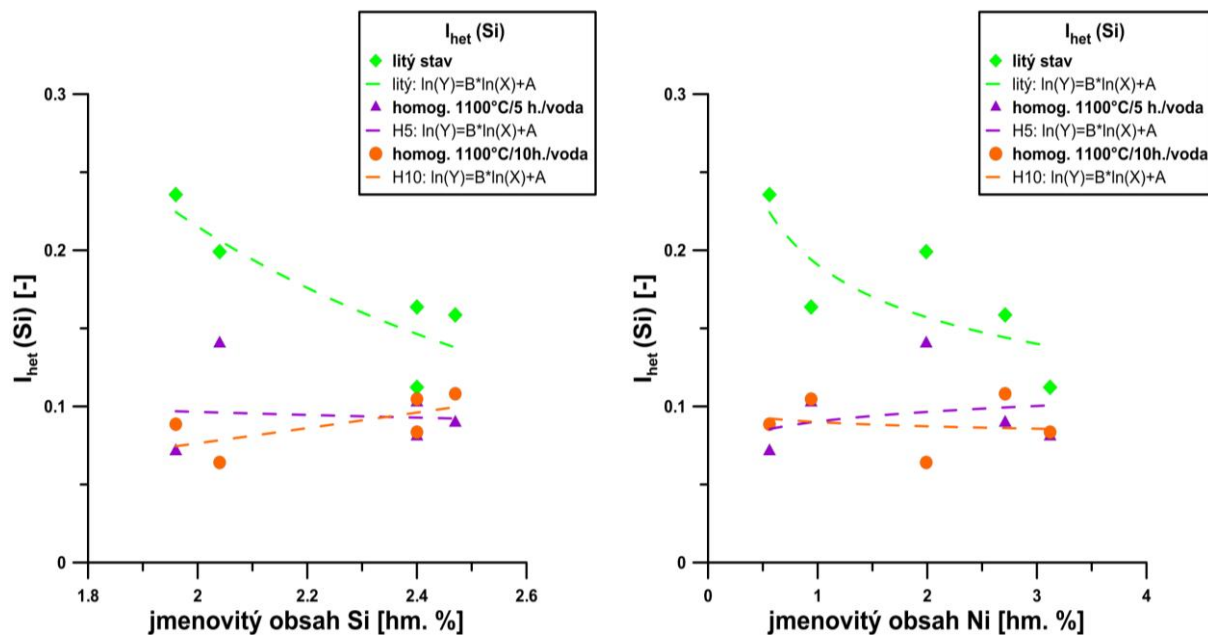 I_het (Si)
litý stav
litý: ln(Y)=B*ln(X)+A
homog. 1100°C/5 h./voda
H5: ln(Y)=B*ln(X)+A
homog. 1100°C/10h./voda
H10: ln(Y)=B*ln(X)+A
0.3
0.2
0.1
0
I_het (Si) [-]
1.8
2
2.2
2.4
2.6
jmenovitý obsah Si [hm. %]
I_het (Si)
litý stav
litý: ln(Y)=B*ln(X)+A
homog. 1100°C/5 h./voda
H5: ln(Y)=B*ln(X)+A
homog. 1100°C/10h./voda
H10: ln(Y)=B*ln(X)+A
0.3
0.2
0.1
0
I_het (Si) [-]
0
1
2
3
4
jmenovitý obsah Ni [hm. %]